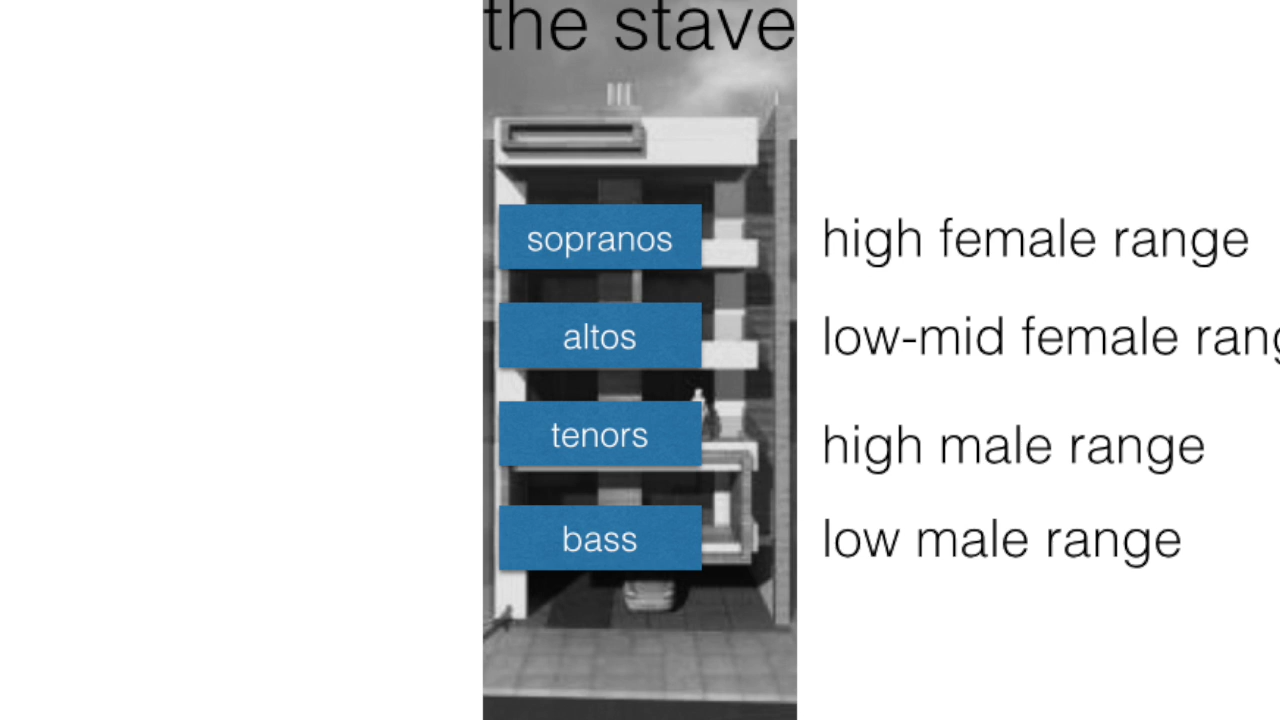 the stave
sopranos
high female range
altos
low-mid female rang
tenors
high male range
bass
low male range